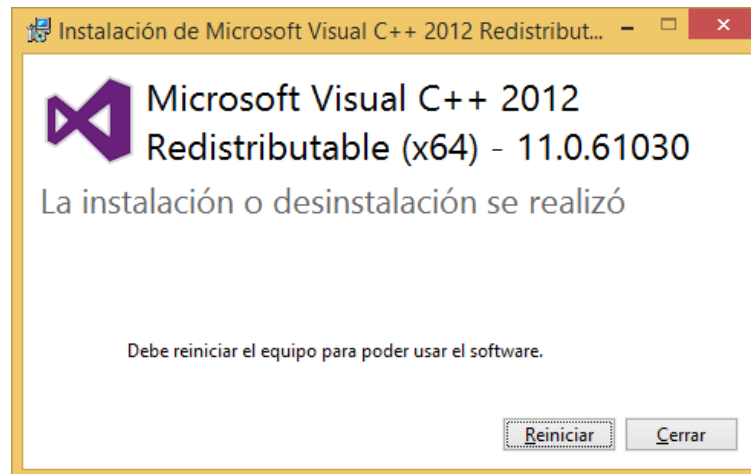 Instalación de Microsoft Visual C++ 2012 Redistribut...
Microsoft Visual C++ 2012
Redistributable (x64) - 11.0.61030
La instalación o desinstalación se realizó
Debe reiniciar el equipo para poder usar el software.
Reiniciar
Cerrar